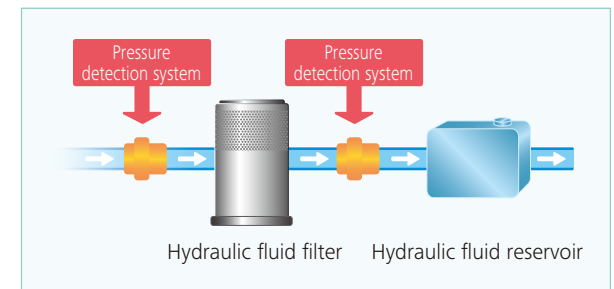 Pressure
detection system
Pressure
detection system
Hydraulic fluid filter
Hydraulic fluid reservoir